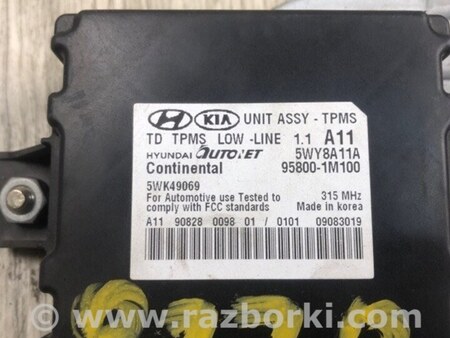 HYUNDAI KIA UNIT ASSY - TPMS
TD TPMS LOW -LINE 1.1 A11
HYUNDAI AUTONET 5WY8A11A
Continental 95800-1M100
5WK49069
For Automotive use Tested to 315 MHz
comply with FCC standards Made in korea
A11 90828 0098 01 / 0101 09083019
www.razborki.com